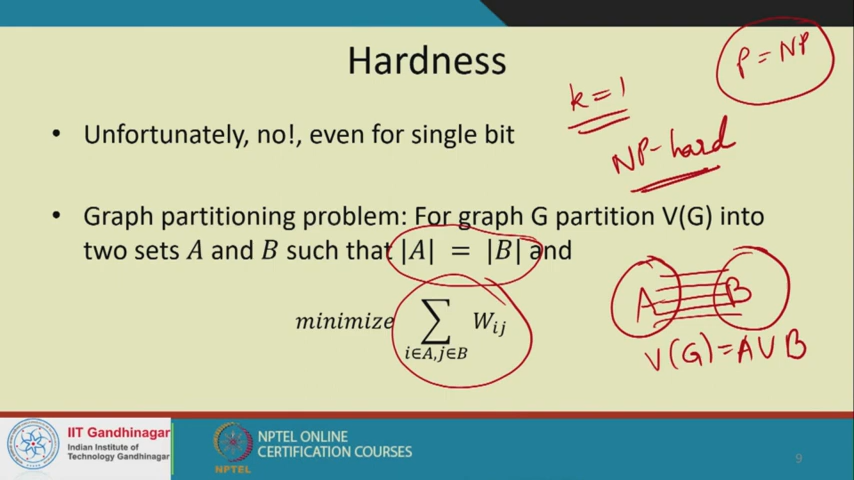 Hardness
P = NP
k = 1
• Unfortunately, no!, even for single bit
NP-hard
• Graph partitioning problem: For graph G partition V(G) into
two sets A and B such that |A| = |B| and
A B
minimize ∑ W_{ij}
i∈A,j∈B
V(G) = A ∪ B
IIT Gandhinagar
Indian Institute of
Technology Gandhinagar
NPTEL
NPTEL ONLINE
CERTIFICATION COURSES
9